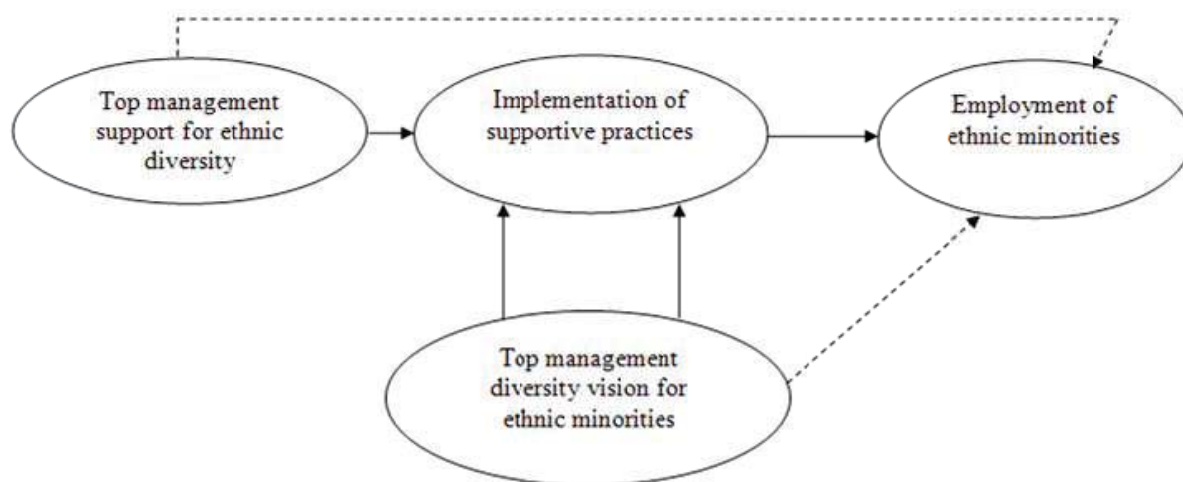 Top management
support for ethnic
diversity
Implementation of
supportive practices
Employment of
ethnic minorities
Top management
diversity vision for
ethnic minorities